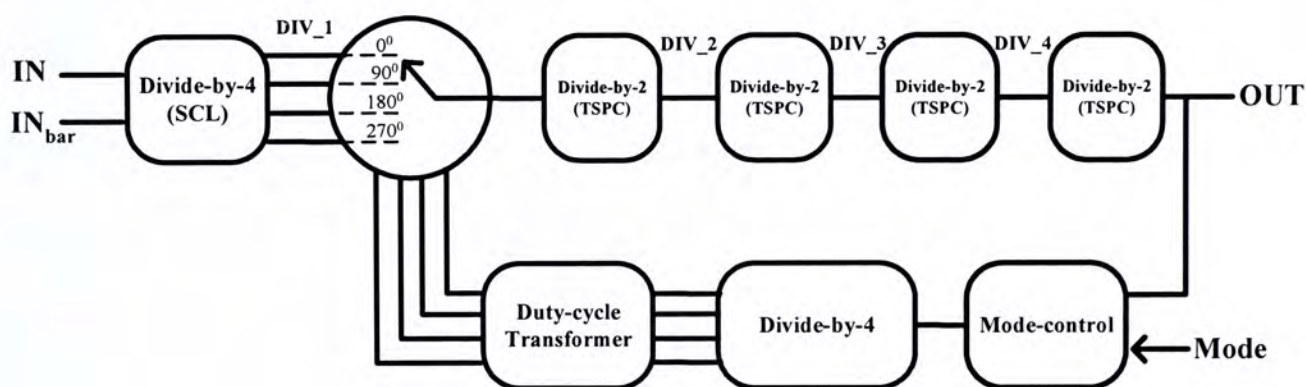 DIV_1
0⁰
90⁰
180⁰
270⁰
IN
IN_bar
Divide-by-4
(SCL)
Divide-by-2
(TSPC)
DIV_2
Divide-by-2
(TSPC)
DIV_3
Divide-by-2
(TSPC)
DIV_4
Divide-by-2
(TSPC)
OUT
Duty-cycle
Transformer
Divide-by-4
Mode-control
Mode